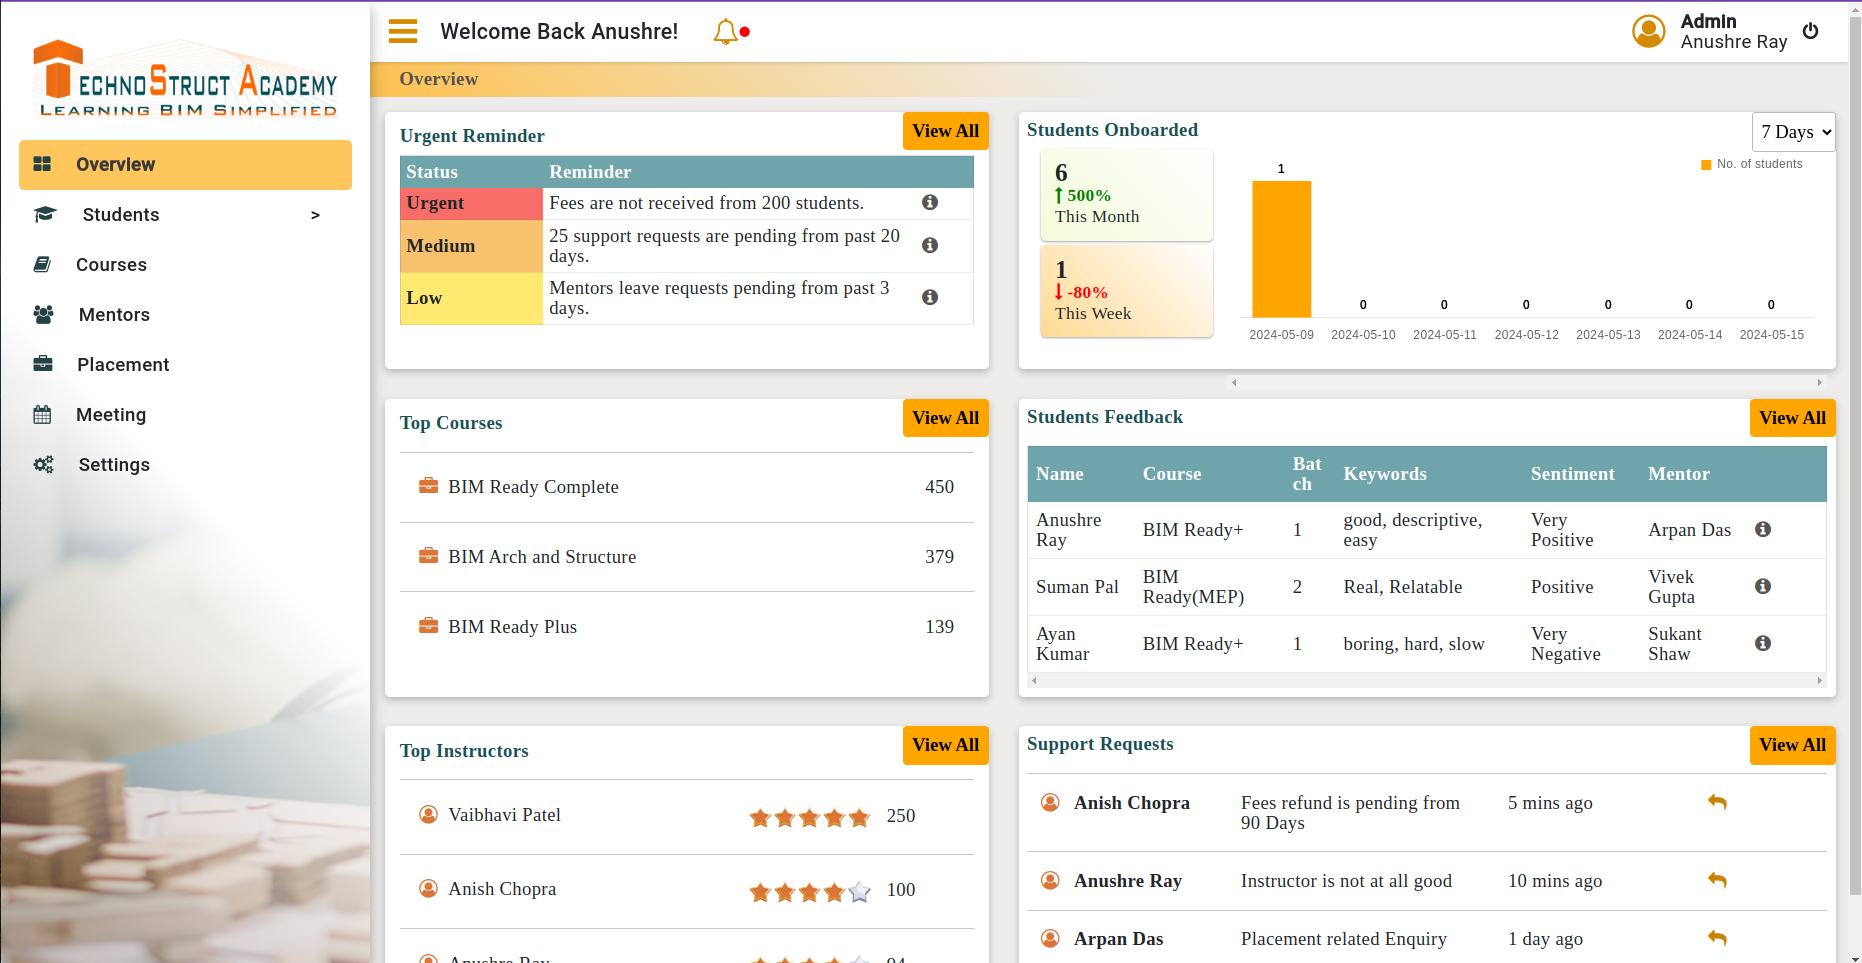 TECHNOSTRUCT ACADEMY
LEARNING BIM SIMPLIFIED
Overview
Students >
Courses
Mentors
Placement
Meeting
Settings
Welcome Back Anushre!
Admin
Anushre Ray
Overview
Urgent Reminder
View All
Status Reminder
Urgent Fees are not received from 200 students.
Medium 25 support requests are pending from past 20
days.
Low Mentors leave requests pending from past 3
days.
Students Onboarded
7 Days
6
500%
This Month
1
-80%
This Week
No. of students
1 0 0 0 0 0 0
2024-05-09 2024-05-10 2024-05-11 2024-05-12 2024-05-13 2024-05-14 2024-05-15
Top Courses
View All
BIM Ready Complete 450
BIM Arch and Structure 379
BIM Ready Plus 139
Students Feedback
View All
Name Course Bat
ch Keywords Sentiment Mentor
Anushre
Ray BIM Ready+ 1 good, descriptive,
easy Very
Positive Arpan Das
Suman Pal BIM
Ready(MEP) 2 Real, Relatable Positive Vivek
Gupta
Ayan
Kumar BIM Ready+ 1 boring, hard, slow Very
Negative Sukant
Shaw
Top Instructors
View All
Vaibhavi Patel 250
Anish Chopra 100
Anushre Ray 94
Support Requests
View All
Anish Chopra Fees refund is pending from
90 Days 5 mins ago
Anushre Ray Instructor is not at all good 10 mins ago
Arpan Das Placement related Enquiry 1 day ago